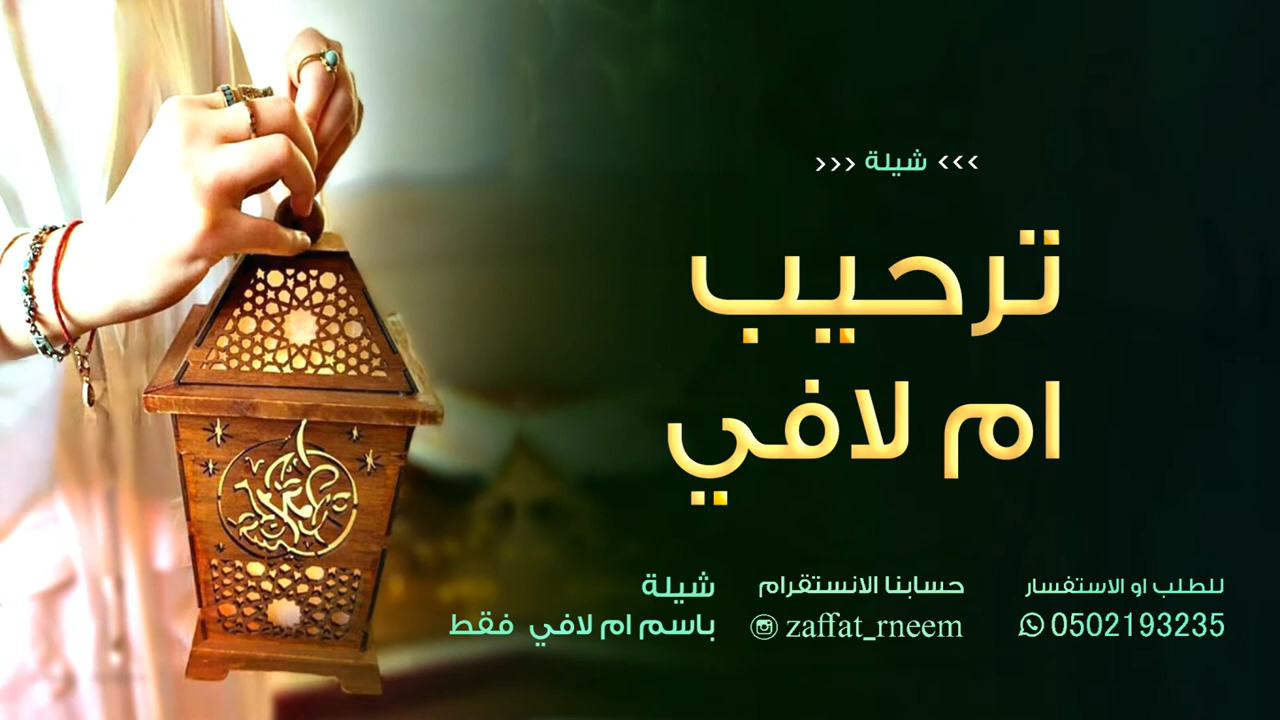 ‹‹‹ شيلة ›››
ترحيب
ام لافي
للطلب او الاستفسار
0502193235
حسابنا الانستقرام
zaffat_rneem
شيلة
باسم ام لافي فقط